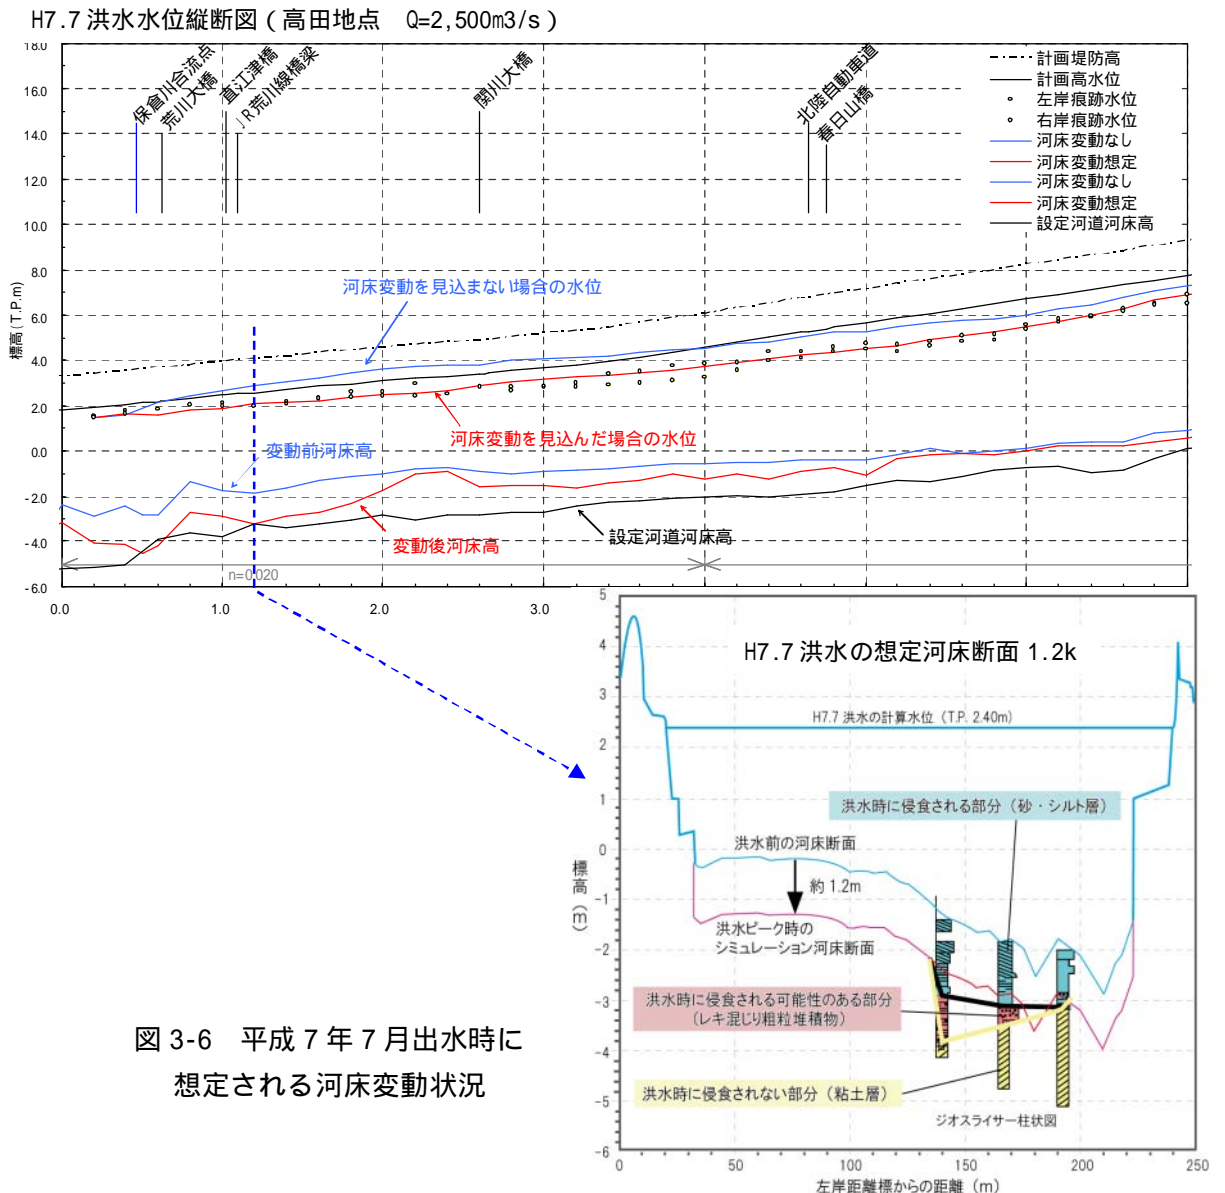 H7.7洪水水位縦断図(高田地点　Q=2,500m3/s)
18.0
16.0
14.0
12.0
10.0
8.0
6.0
4.0
2.0
0.0
-2.0
-4.0
-6.0
標高(T.P.m)
保倉川合流点
荒川大橋
直江津橋
JR荒川線橋梁
関川大橋
北陸自動車道
春日山橋
計画堤防高
計画高水位
左岸痕跡水位
右岸痕跡水位
河床変動なし
河床変動想定
河床変動なし
河床変動想定
設定河道河床高
河床変動を見込まない場合の水位
河床変動を見込んだ場合の水位
変動前河床高
変動後河床高
設定河道河床高
n=0.020
0.0
1.0
2.0
3.0
H7.7洪水の想定河床断面 1.2k
H7.7洪水の計算水位 (T.P. 2.40m)
洪水時に侵食される部分（砂・シルト層）
洪水前の河床断面
約1.2m
洪水ピーク時の
シミュレーション河床断面
洪水時に侵食される可能性のある部分
（レキ混じり粗粒堆積物）
洪水時に侵食されない部分（粘土層）
ジオスライサー柱状図
5
4
3
2
1
0
-1
-2
-3
-4
-5
-6
標高(m)
0
50
100
150
200
250
左岸距離標からの距離（m）
図 3-6　平成 7 年 7 月出水時に
想定される河床変動状況